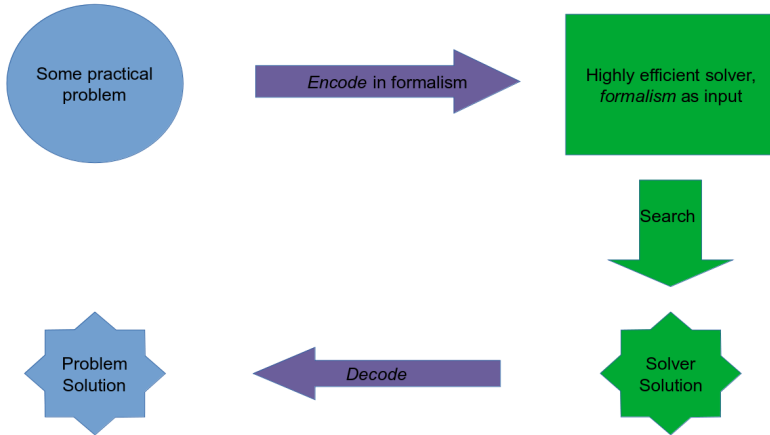 Some practical
problem
Encode in formalism
Highly efficient solver,
formalism as input
Search
Problem
Solution
Decode
Solver
Solution